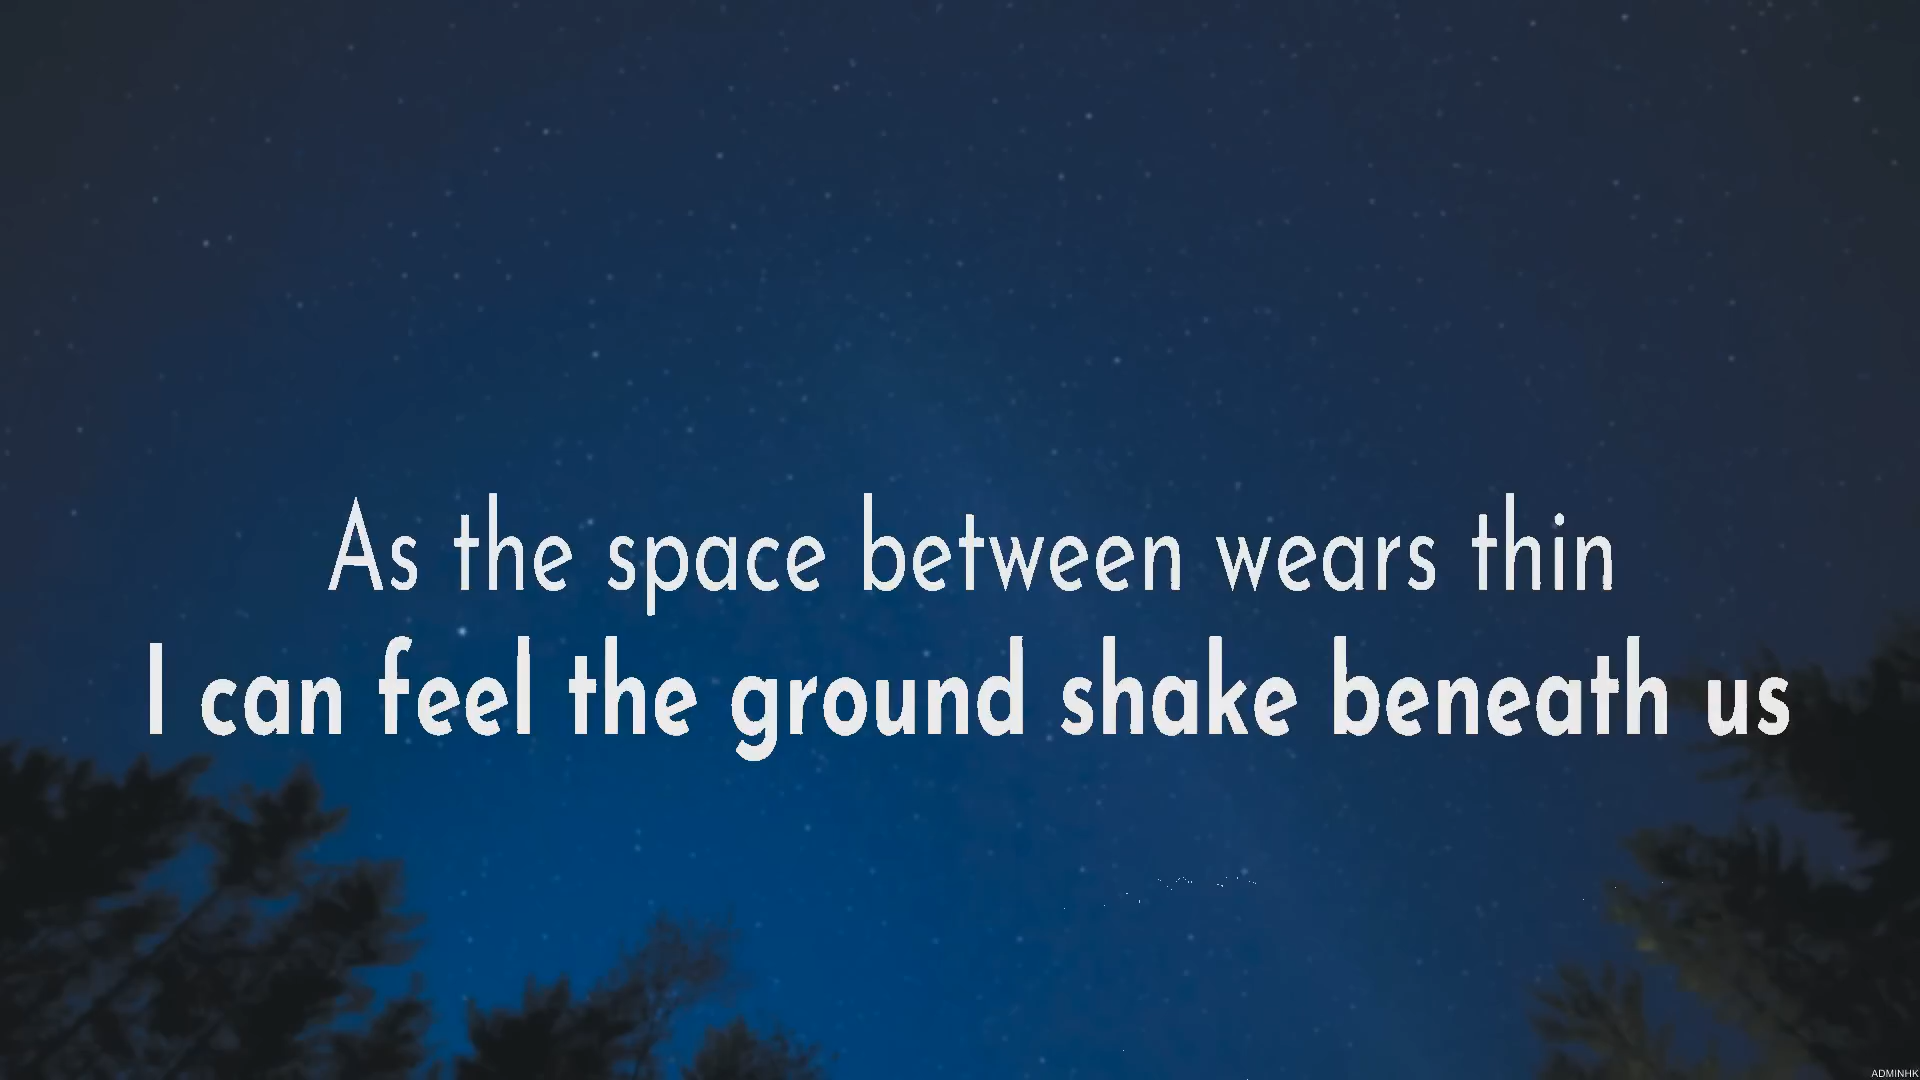 As the space between wears thin
I can feel the ground shake beneath us
ADMINHK